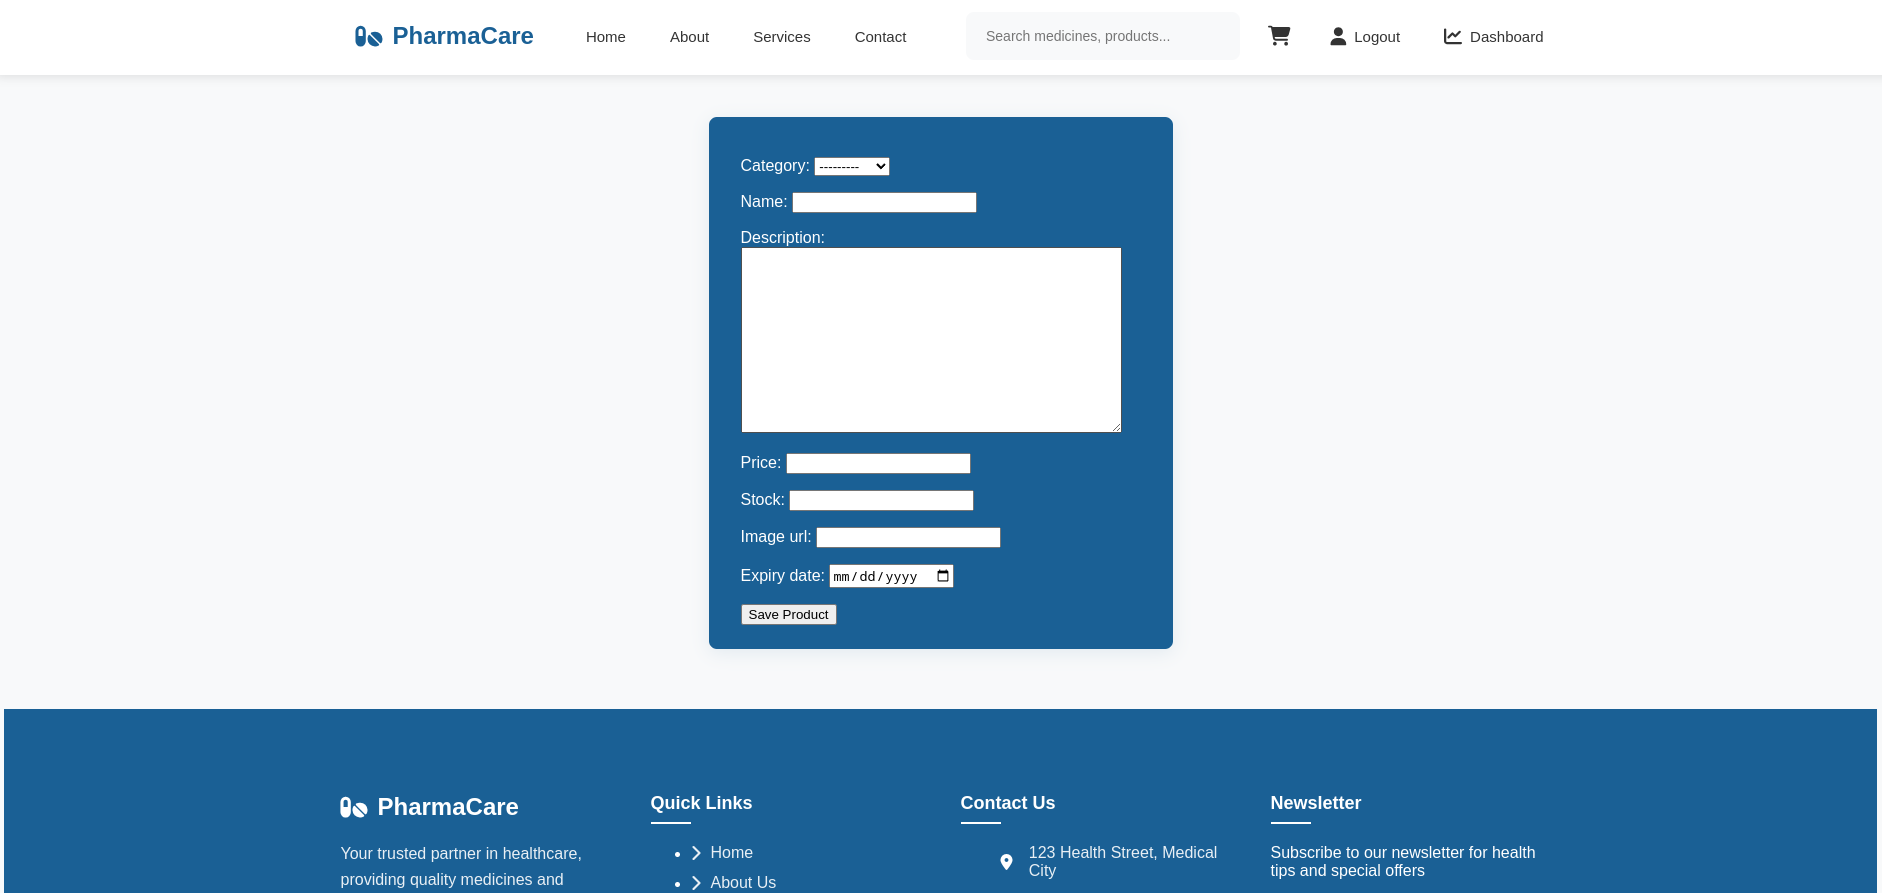 PharmaCare
Home
About
Services
Contact
Search medicines, products...
Logout
Dashboard
Category: ---------
Name:
Description:
Price:
Stock:
Image url:
Expiry date: mm/dd/yyyy
Save Product
PharmaCare
Your trusted partner in healthcare,
providing quality medicines and
Quick Links
Home
About Us
Contact Us
123 Health Street, Medical
City
Newsletter
Subscribe to our newsletter for health
tips and special offers